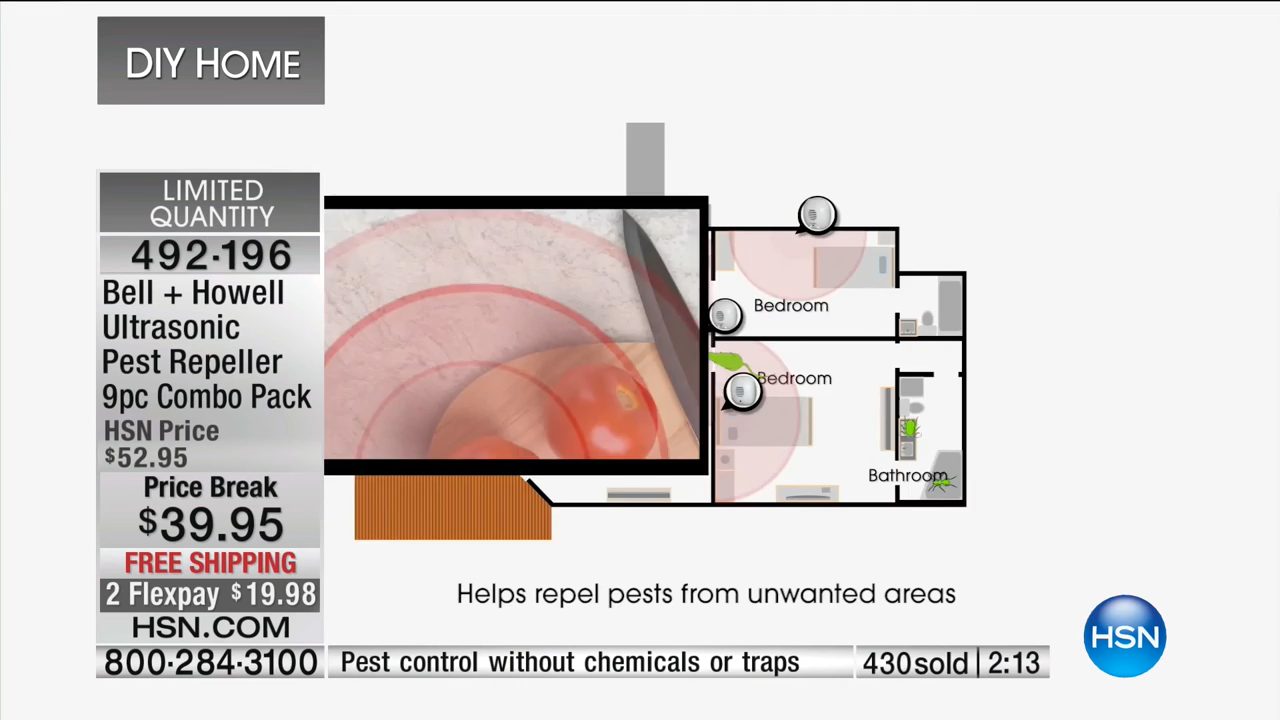 DIY HOME
LIMITED
QUANTITY
492·196
Bell + Howell
Ultrasonic
Pest Repeller
9pc Combo Pack
HSN Price
$52.95
Price Break
$39.95
FREE SHIPPING
2 Flexpay $19.98
HSN.COM
800·284·3100
Bedroom
Bedroom
Bathroom
Helps repel pests from unwanted areas
Pest control without chemicals or traps
430 sold | 2:13
HSN